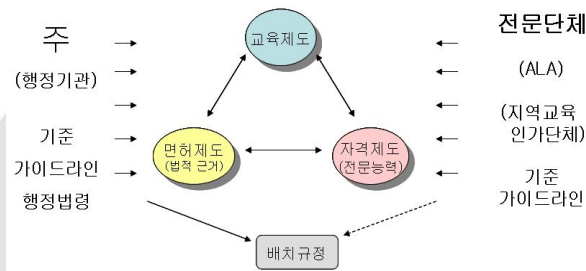 주
(행정기관)
기준
가이드라인
행정법령
교육제도
면허제도
(법적 근거)
자격제도
(전문능력)
배치규정
전문단체
(ALA)
(지역교육
인가단체)
기준
가이드라인